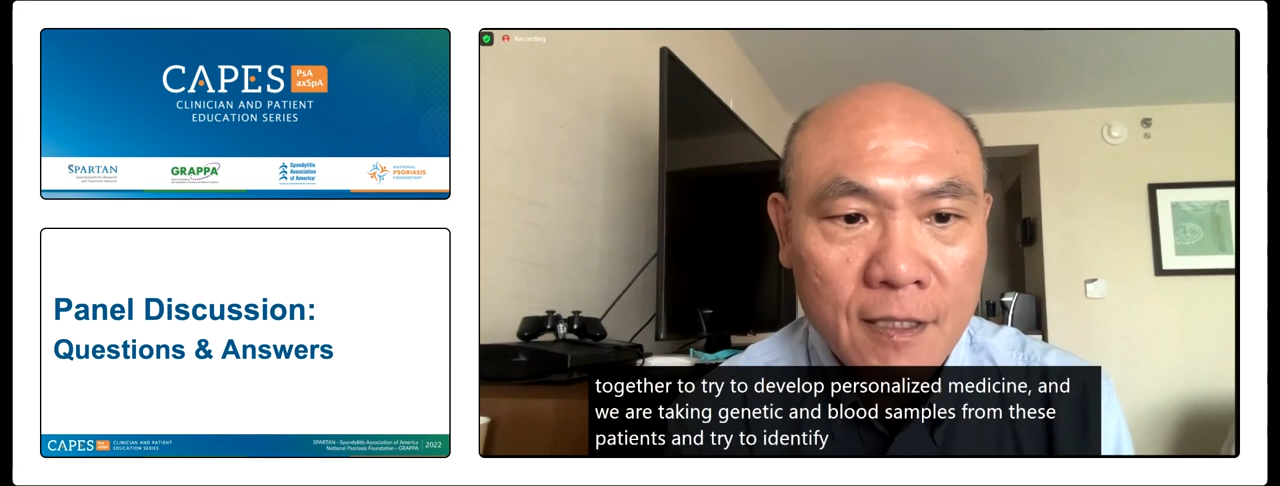 CAPES PsA
axSpA
CLINICIAN AND PATIENT
EDUCATION SERIES
SPARTAN
GRAPPA
Spondylitis
Association
of America
NATIONAL
PSORIASIS
FOUNDATION
Panel Discussion:
Questions & Answers
CAPES
CLINICIAN AND PATIENT
EDUCATION SERIES
SPARTAN - Spondylitis Association of America
National Psoriasis Foundation - GRAPPA
2022
Recording
together to try to develop personalized medicine, and
we are taking genetic and blood samples from these
patients and try to identify